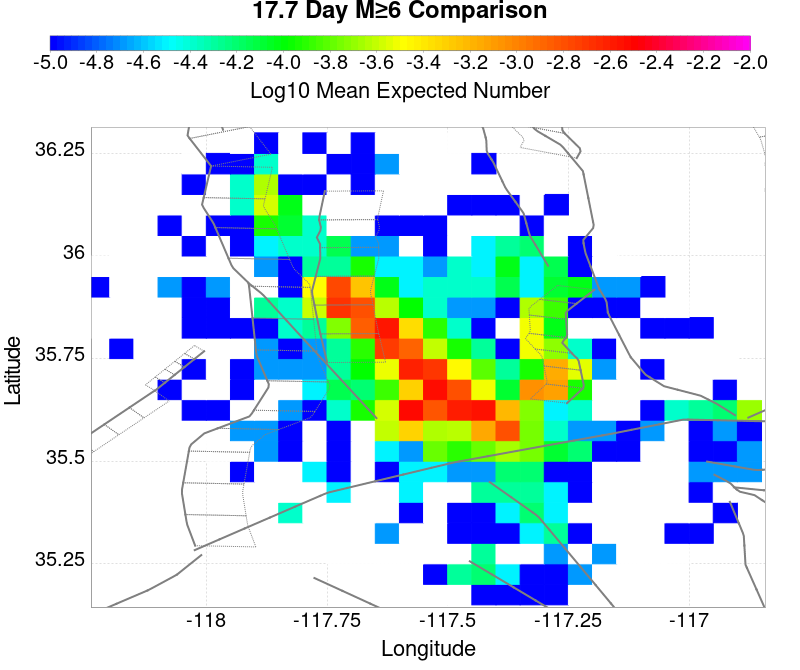 17.7 Day M≥6 Comparison
-5.0 -4.8 -4.6 -4.4 -4.2 -4.0 -3.8 -3.6 -3.4 -3.2 -3.0 -2.8 -2.6 -2.4 -2.2 -2.0
Log10 Mean Expected Number
36.25
36
35.75
35.5
35.25
Latitude
-118 -117.75 -117.5 -117.25 -117
Longitude